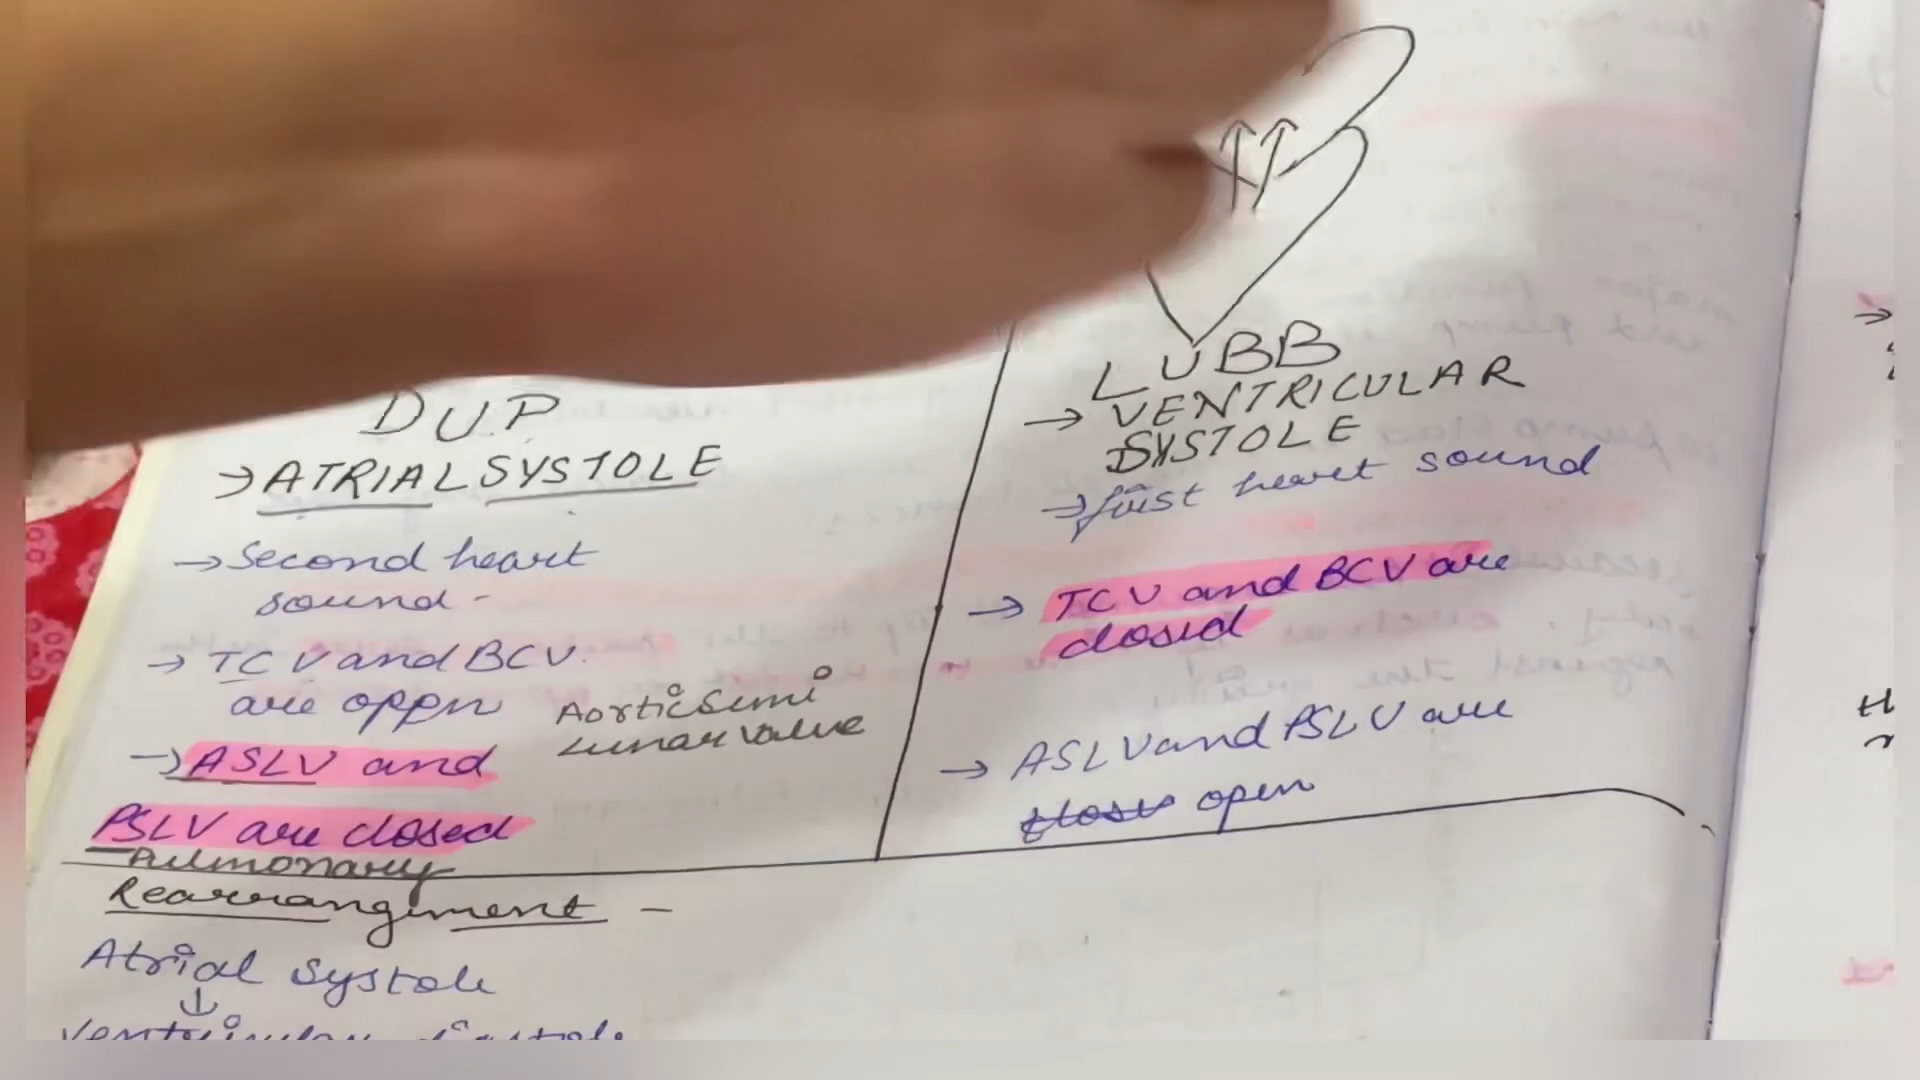 DUP
→ ATRIAL SYSTOLE
→ Second heart
sound -
→ TCV and BCV
are oppn
→ ASLV and
PSLV are closed
Aortic Semi
Lunar Valve
Pulmonary
LUBB
→ VENTRICULAR
SYSTOLE
→ first heart sound
→ TCV and BCV are
closed
→ ASLV and PSLV are
open
Rearrangement -
Atrial Systole
↓